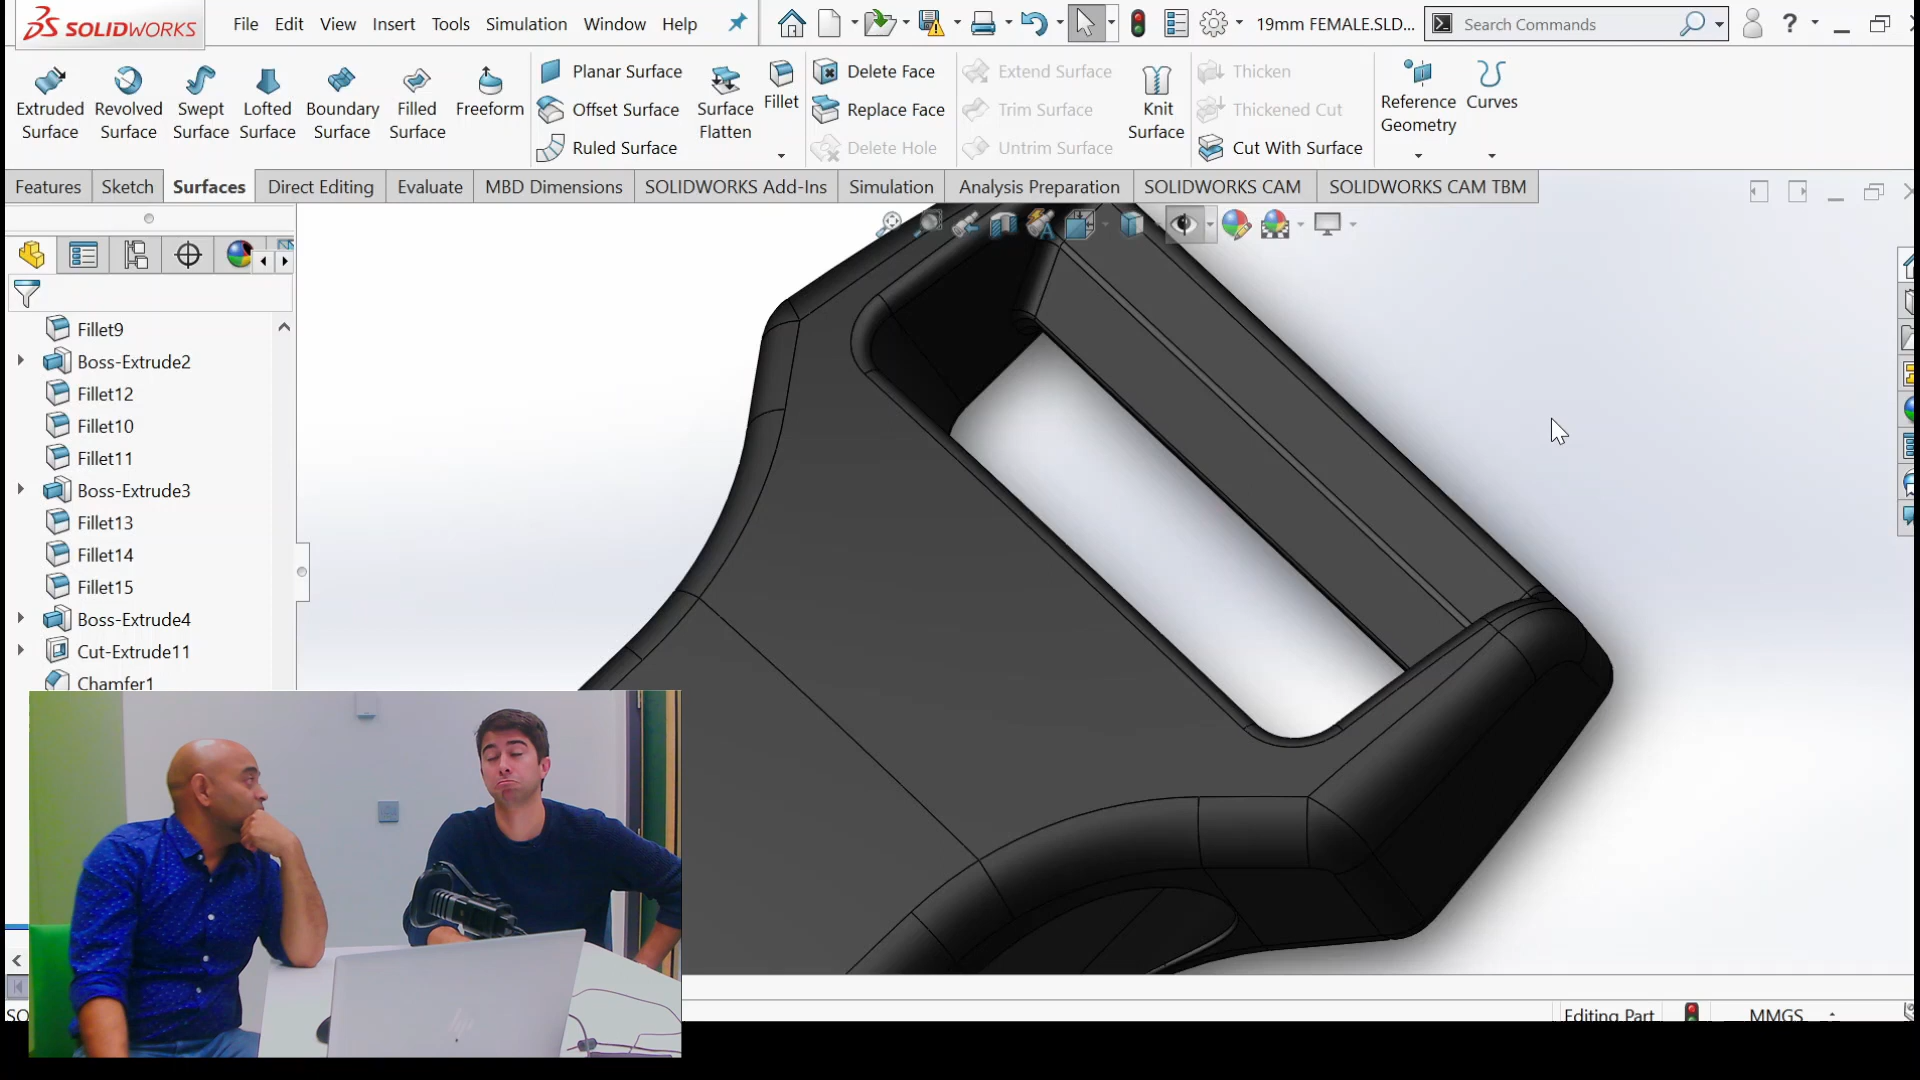 SOLIDWORKS File Edit View Insert Tools Simulation Window Help 19mm FEMALE.SLD... Search Commands ?
Extruded Surface
Revolved Surface
Swept Surface
Lofted Surface
Boundary Surface
Filled Surface
Freeform
Planar Surface
Offset Surface
Ruled Surface
Surface Flatten
Fillet
Delete Face
Replace Face
Delete Hole
Extend Surface
Trim Surface
Untrim Surface
Knit Surface
Thicken
Thickened Cut
Cut With Surface
Reference Geometry
Curves
Features Sketch Surfaces Direct Editing Evaluate MBD Dimensions SOLIDWORKS Add-Ins Simulation Analysis Preparation SOLIDWORKS CAM SOLIDWORKS CAM TBM
Fillet9
Boss-Extrude2
Fillet12
Fillet10
Fillet11
Boss-Extrude3
Fillet13
Fillet14
Fillet15
Boss-Extrude4
Cut-Extrude11
Chamfer1
SO Editing Part MMGS